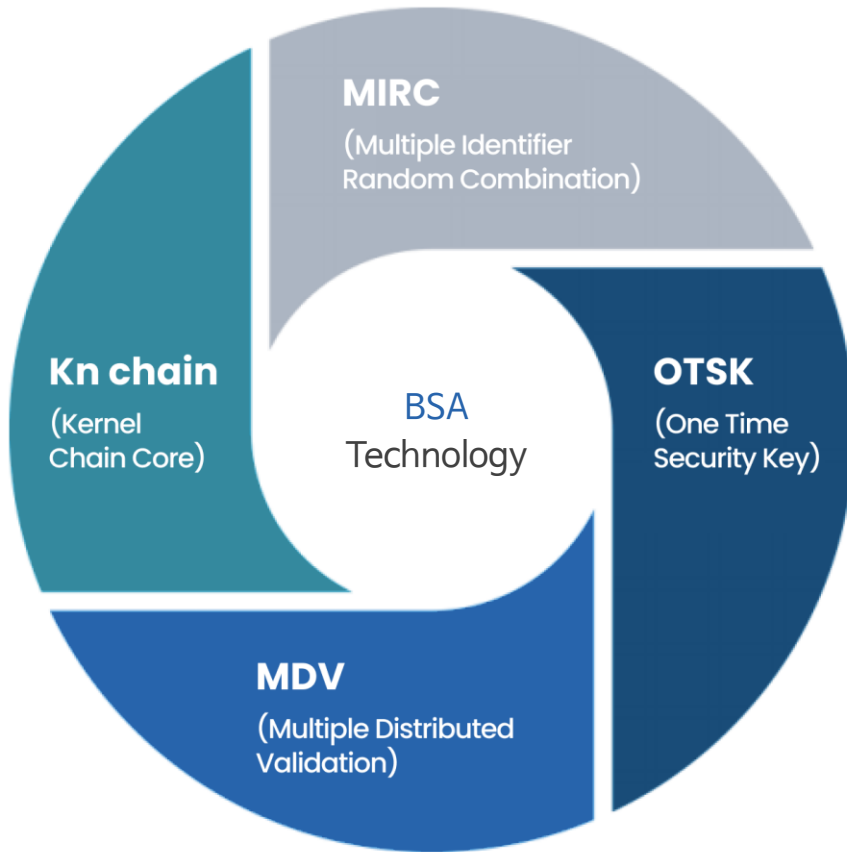 MIRC
(Multiple Identifier
Random Combination)
Kn chain
(Kernel
Chain Core)
BSA
Technology
OTSK
(One Time
Security Key)
MDV
(Multiple Distributed
Validation)